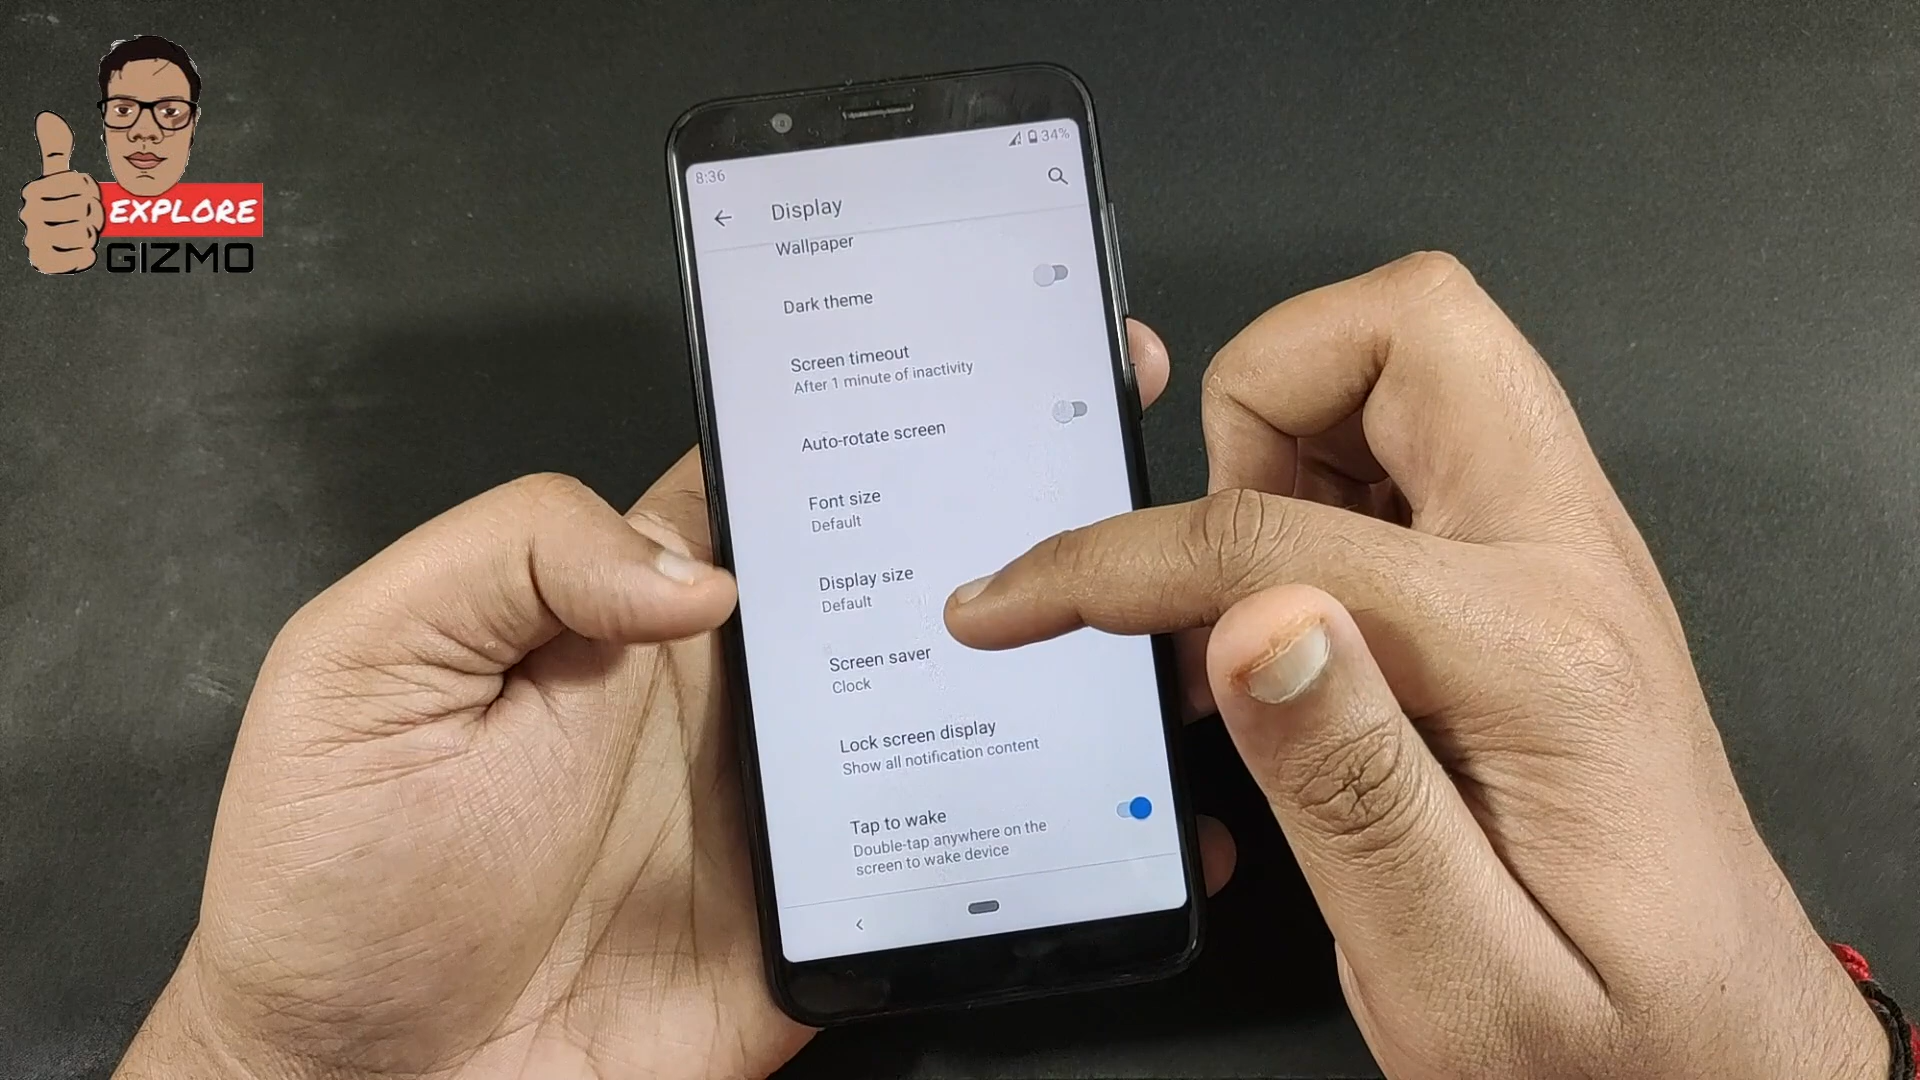 EXPLORE
GIZMO
8:36
34%
Display
Wallpaper
Dark theme
Screen timeout
After 1 minute of inactivity
Auto-rotate screen
Font size
Default
Display size
Default
Screen saver
Clock
Lock screen display
Show all notification content
Tap to wake
Double-tap anywhere on the
screen to wake device